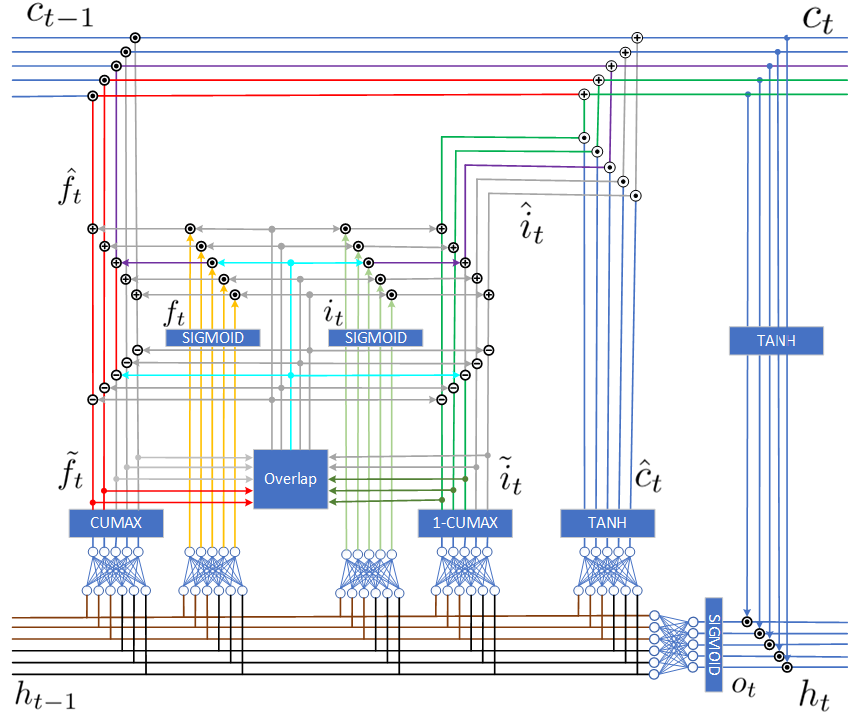 c_{t-1} c_t
\hat{f}_t
\hat{i}_t
f_t i_t
SIGMOID SIGMOID TANH
\tilde{f}_t Overlap \tilde{i}_t \hat{c}_t
CUMAX 1-CUMAX TANH
SIGMOID
h_{t-1} o_t h_t